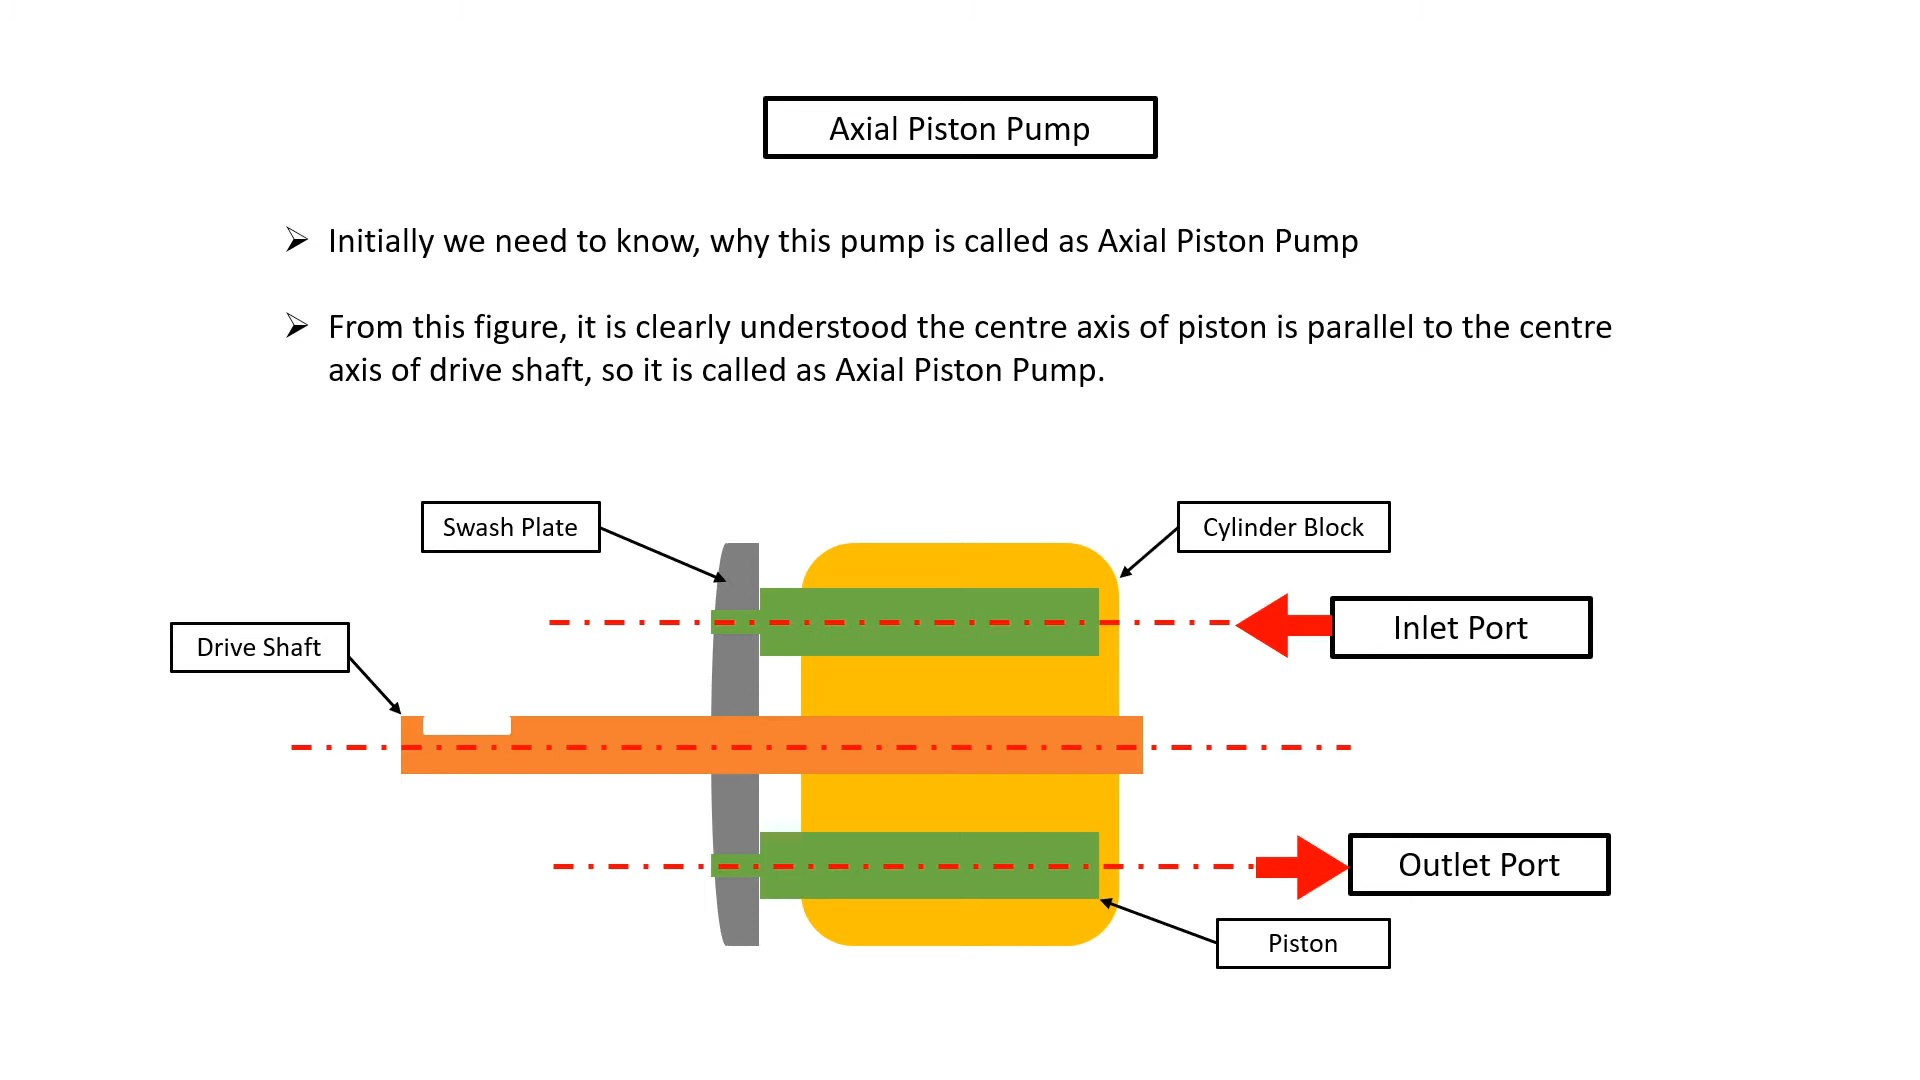 Axial Piston Pump
Initially we need to know, why this pump is called as Axial Piston Pump
From this figure, it is clearly understood the centre axis of piston is parallel to the centre
axis of drive shaft, so it is called as Axial Piston Pump.
Swash Plate
Cylinder Block
Inlet Port
Drive Shaft
Outlet Port
Piston